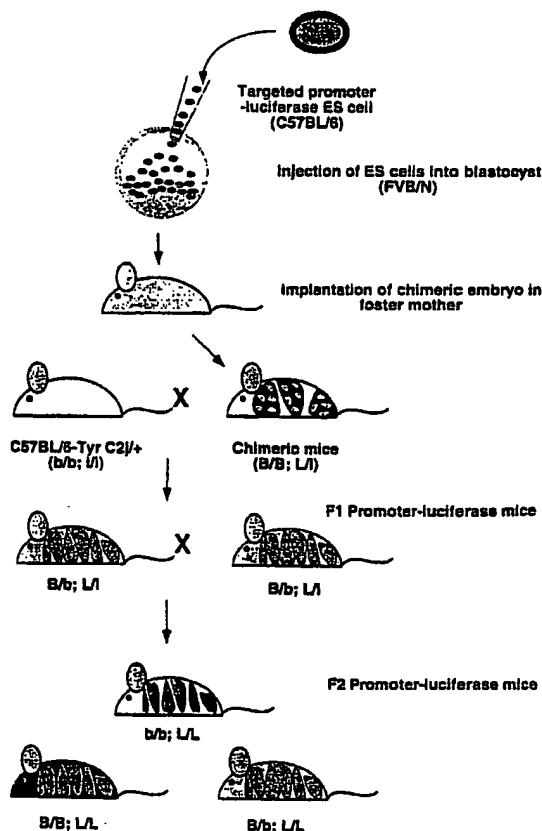 Targeted promoter
-luciferase ES cell
(C57BL/6)
Injection of ES cells into blastocyst
(FVB/N)
Implantation of chimeric embryo in
foster mother
X
C57BL/6-Tyr C2j/+
(b/b; l/l)
Chimeric mice
(B/B; L/l)
F1 Promoter-luciferase mice
X
B/b; L/l
B/b; L/l
F2 Promoter-luciferase mice
b/b; L/L
B/B; L/L
B/b; L/L